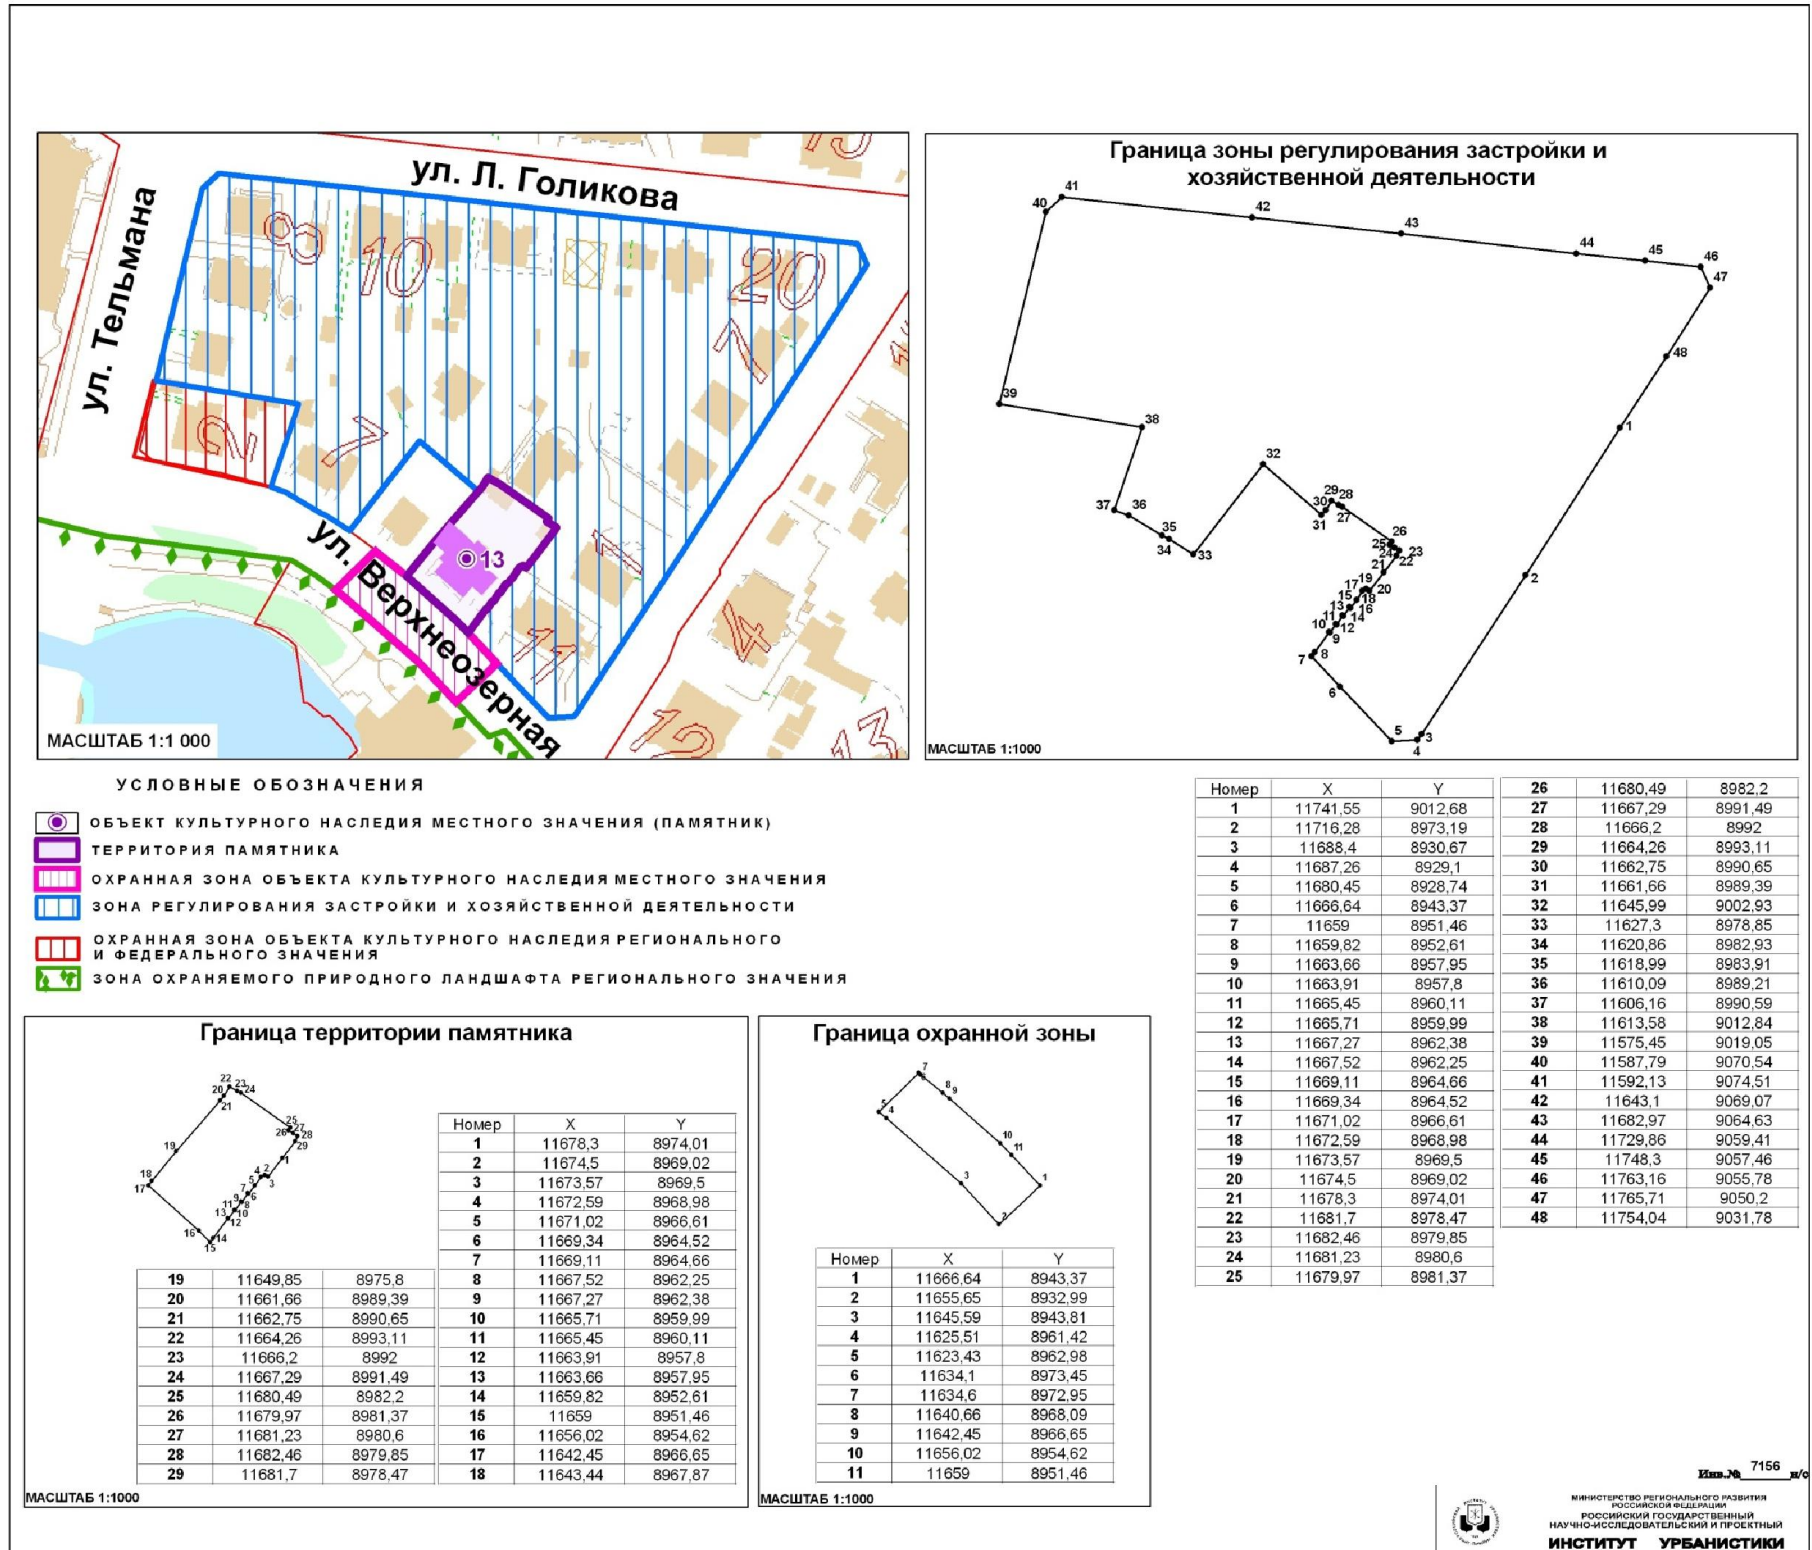 ул. Л. Голикова
ул. Тельмана
ул. Верхнеозерная
8
10
20
1
2
7
13
11
4
12
13
МАСШТАБ 1:1 000
Граница зоны регулирования застройки и
хозяйственной деятельности
МАСШТАБ 1:1000
УСЛОВНЫЕ ОБОЗНАЧЕНИЯ
ОБЪЕКТ КУЛЬТУРНОГО НАСЛЕДИЯ МЕСТНОГО ЗНАЧЕНИЯ (ПАМЯТНИК)
ТЕРРИТОРИЯ ПАМЯТНИКА
ОХРАННАЯ ЗОНА ОБЪЕКТА КУЛЬТУРНОГО НАСЛЕДИЯ МЕСТНОГО ЗНАЧЕНИЯ
ЗОНА РЕГУЛИРОВАНИЯ ЗАСТРОЙКИ И ХОЗЯЙСТВЕННОЙ ДЕЯТЕЛЬНОСТИ
ОХРАННАЯ ЗОНА ОБЪЕКТА КУЛЬТУРНОГО НАСЛЕДИЯ РЕГИОНАЛЬНОГО
И ФЕДЕРАЛЬНОГО ЗНАЧЕНИЯ
ЗОНА ОХРАНЯЕМОГО ПРИРОДНОГО ЛАНДШАФТА РЕГИОНАЛЬНОГО ЗНАЧЕНИЯ
Номер X Y
1 11741,55 9012,68
2 11716,28 8973,19
3 11688,4 8930,67
4 11687,26 8929,1
5 11680,45 8928,74
6 11666,64 8943,37
7 11659 8951,46
8 11659,82 8952,61
9 11663,66 8957,95
10 11663,91 8957,8
11 11665,45 8960,11
12 11665,71 8959,99
13 11667,27 8962,38
14 11667,52 8962,25
15 11669,11 8964,66
16 11669,34 8964,52
17 11671,02 8966,61
18 11672,59 8968,98
19 11673,57 8969,5
20 11674,5 8969,02
21 11678,3 8974,01
22 11681,7 8978,47
23 11682,46 8979,85
24 11681,23 8980,6
25 11679,97 8981,37
26 11680,49 8982,2
27 11667,29 8991,49
28 11666,2 8992
29 11664,26 8993,11
30 11662,75 8990,65
31 11661,66 8989,39
32 11645,99 9002,93
33 11627,3 8978,85
34 11620,86 8982,93
35 11618,99 8983,91
36 11610,09 8989,21
37 11606,16 8990,59
38 11613,58 9012,84
39 11575,45 9019,05
40 11587,79 9070,54
41 11592,13 9074,51
42 11643,1 9069,07
43 11682,97 9064,63
44 11729,86 9059,41
45 11748,3 9057,46
46 11763,16 9055,78
47 11765,71 9050,2
48 11754,04 9031,78
Граница территории памятника
Номер X Y
1 11678,3 8974,01
2 11674,5 8969,02
3 11673,57 8969,5
4 11672,59 8968,98
5 11671,02 8966,61
6 11669,34 8964,52
7 11669,11 8964,66
8 11667,52 8962,25
9 11667,27 8962,38
10 11665,71 8959,99
11 11665,45 8960,11
12 11663,91 8957,8
13 11663,66 8957,95
14 11659,82 8952,61
15 11659 8951,46
16 11656,02 8954,62
17 11642,45 8966,65
18 11643,44 8967,87
19 11649,85 8975,8
20 11661,66 8989,39
21 11662,75 8990,65
22 11664,26 8993,11
23 11666,2 8992
24 11667,29 8991,49
25 11680,49 8982,2
26 11679,97 8981,37
27 11681,23 8980,6
28 11682,46 8979,85
29 11681,7 8978,47
МАСШТАБ 1:1000
Граница охранной зоны
Номер X Y
1 11666,64 8943,37
2 11655,65 8932,99
3 11645,59 8943,81
4 11625,51 8961,42
5 11623,43 8962,98
6 11634,1 8973,45
7 11634,6 8972,95
8 11640,66 8968,09
9 11642,45 8966,65
10 11656,02 8954,62
11 11659 8951,46
МАСШТАБ 1:1000
Инв.№ 7156 н/с
МИНИСТЕРСТВО РЕГИОНАЛЬНОГО РАЗВИТИЯ
РОССИЙСКОЙ ФЕДЕРАЦИИ
РОССИЙСКИЙ ГОСУДАРСТВЕННЫЙ
НАУЧНО-ИССЛЕДОВАТЕЛЬСКИЙ И ПРОЕКТНЫЙ
ИНСТИТУТ УРБАНИСТИКИ